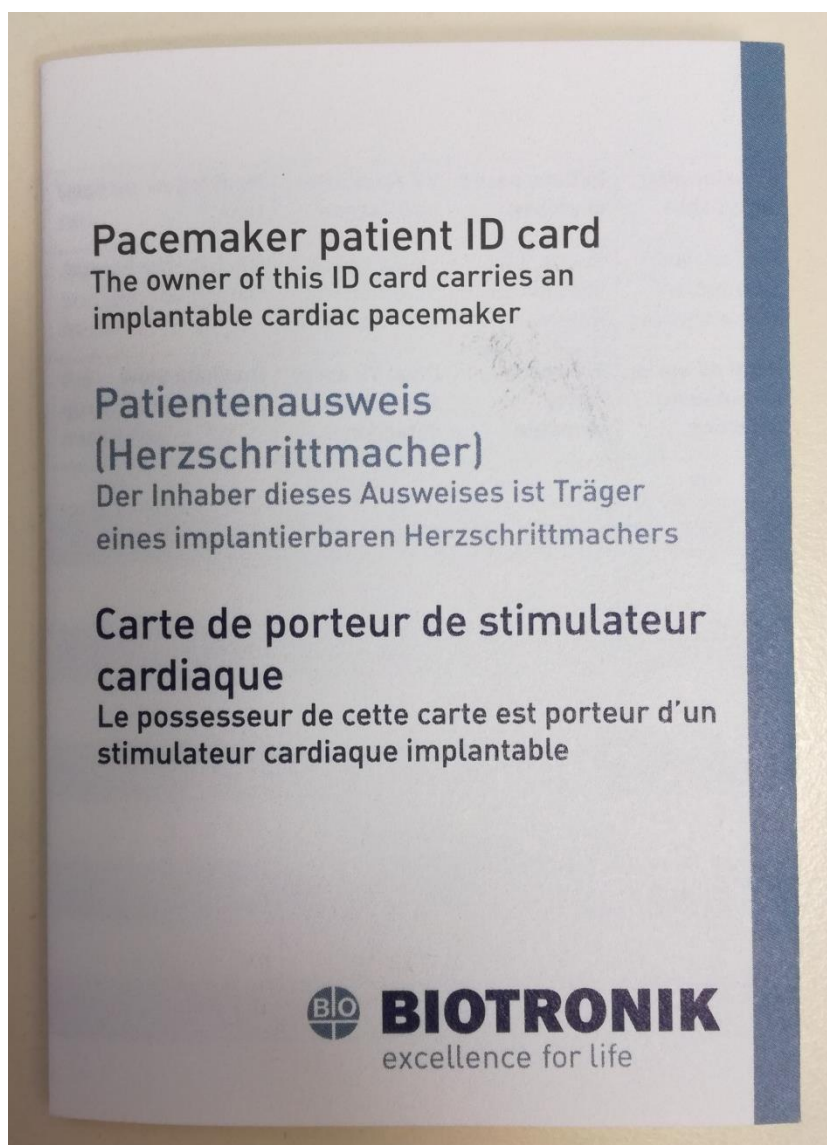 Pacemaker patient ID card
The owner of this ID card carries an
implantable cardiac pacemaker
Patientenausweis
(Herzschrittmacher)
Der Inhaber dieses Ausweises ist Träger
eines implantierbaren Herzschrittmachers
Carte de porteur de stimulateur
cardiaque
Le possesseur de cette carte est porteur d'un
stimulateur cardiaque implantable
BIO BIOTRONIK
excellence for life